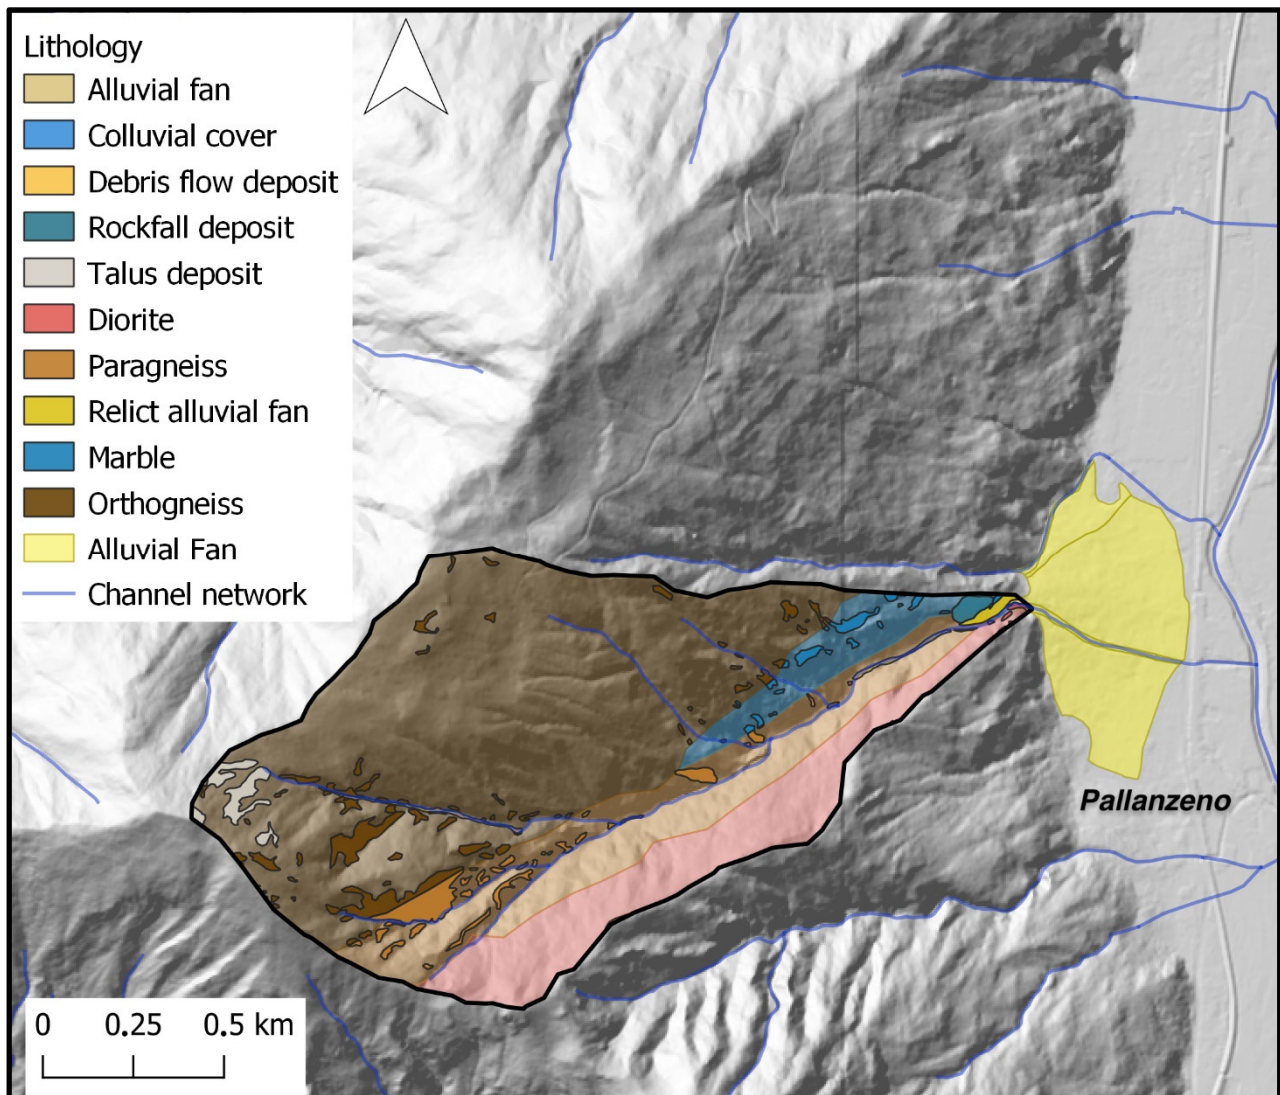 Lithology
Alluvial fan
Colluvial cover
Debris flow deposit
Rockfall deposit
Talus deposit
Diorite
Paragneiss
Relict alluvial fan
Marble
Orthogneiss
Alluvial Fan
Channel network
Pallanzeno
0 0.25 0.5 km